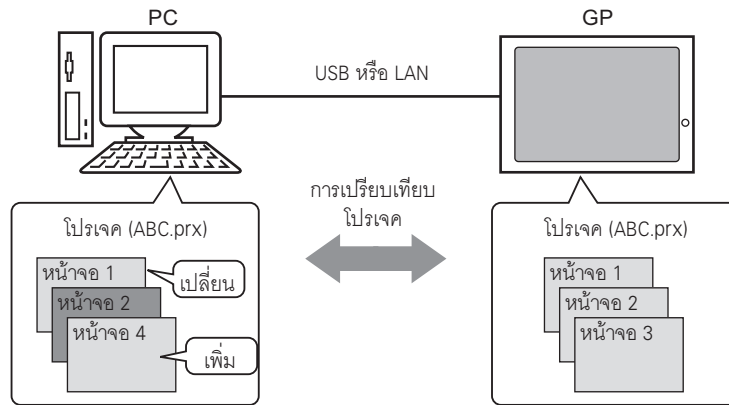 PC
GP
USB หรือ LAN
การเปรียบเทียบ
โปรเจค
โปรเจค (ABC.prx)
หน้าจอ 1
เปลี่ยน
หน้าจอ 2
หน้าจอ 4
เพิ่ม
โปรเจค (ABC.prx)
หน้าจอ 1
หน้าจอ 2
หน้าจอ 3